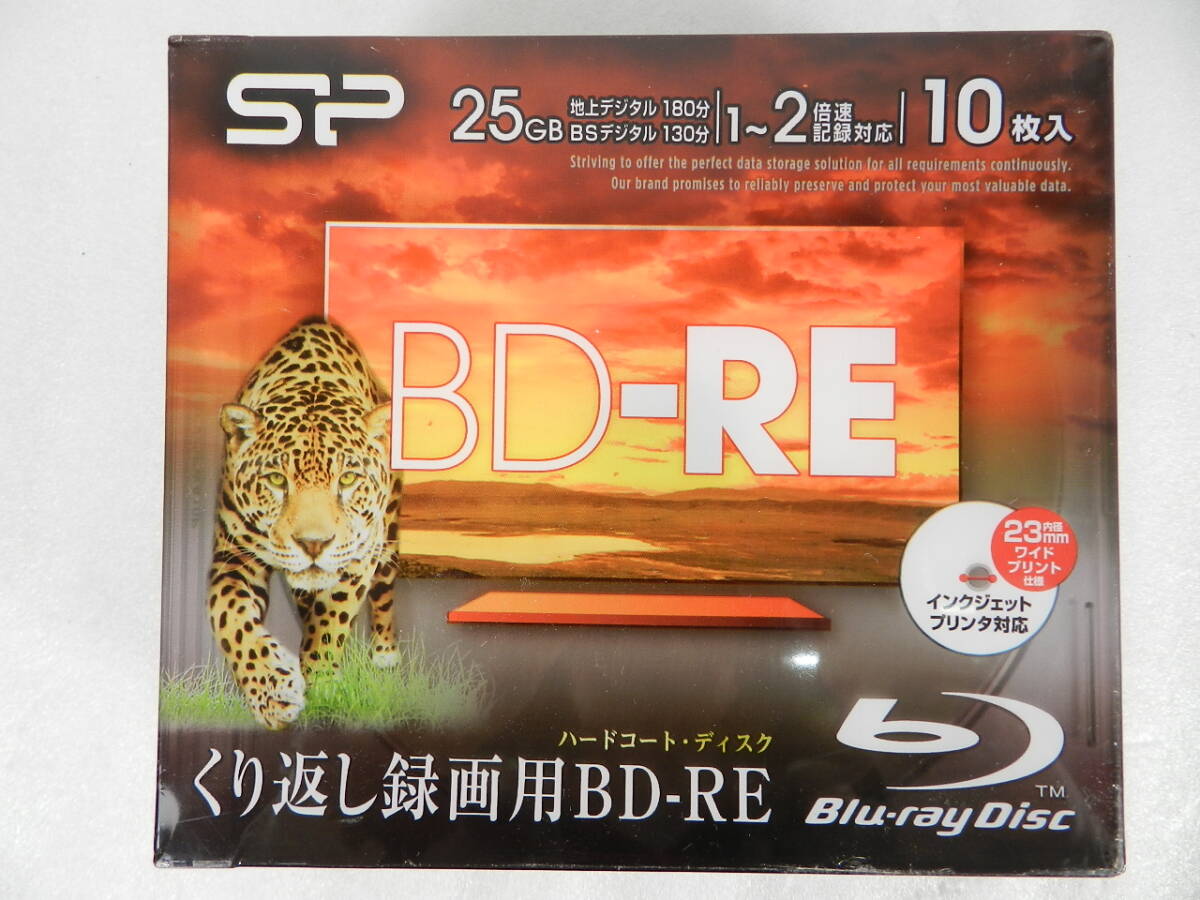 SP
25GB
地上デジタル 180分
BSデジタル 130分
1~2倍速記録対応
10枚入
Striving to offer the perfect data storage solution for all requirements continuously.
Our brand promises to reliably preserve and protect your most valuable data.
BD-RE
23mm
内径
ワイド
プリント
仕様
インクジェット
プリンタ対応
ハードコート・ディスク
くり返し録画用BD-RE
TM
Blu-ray Disc